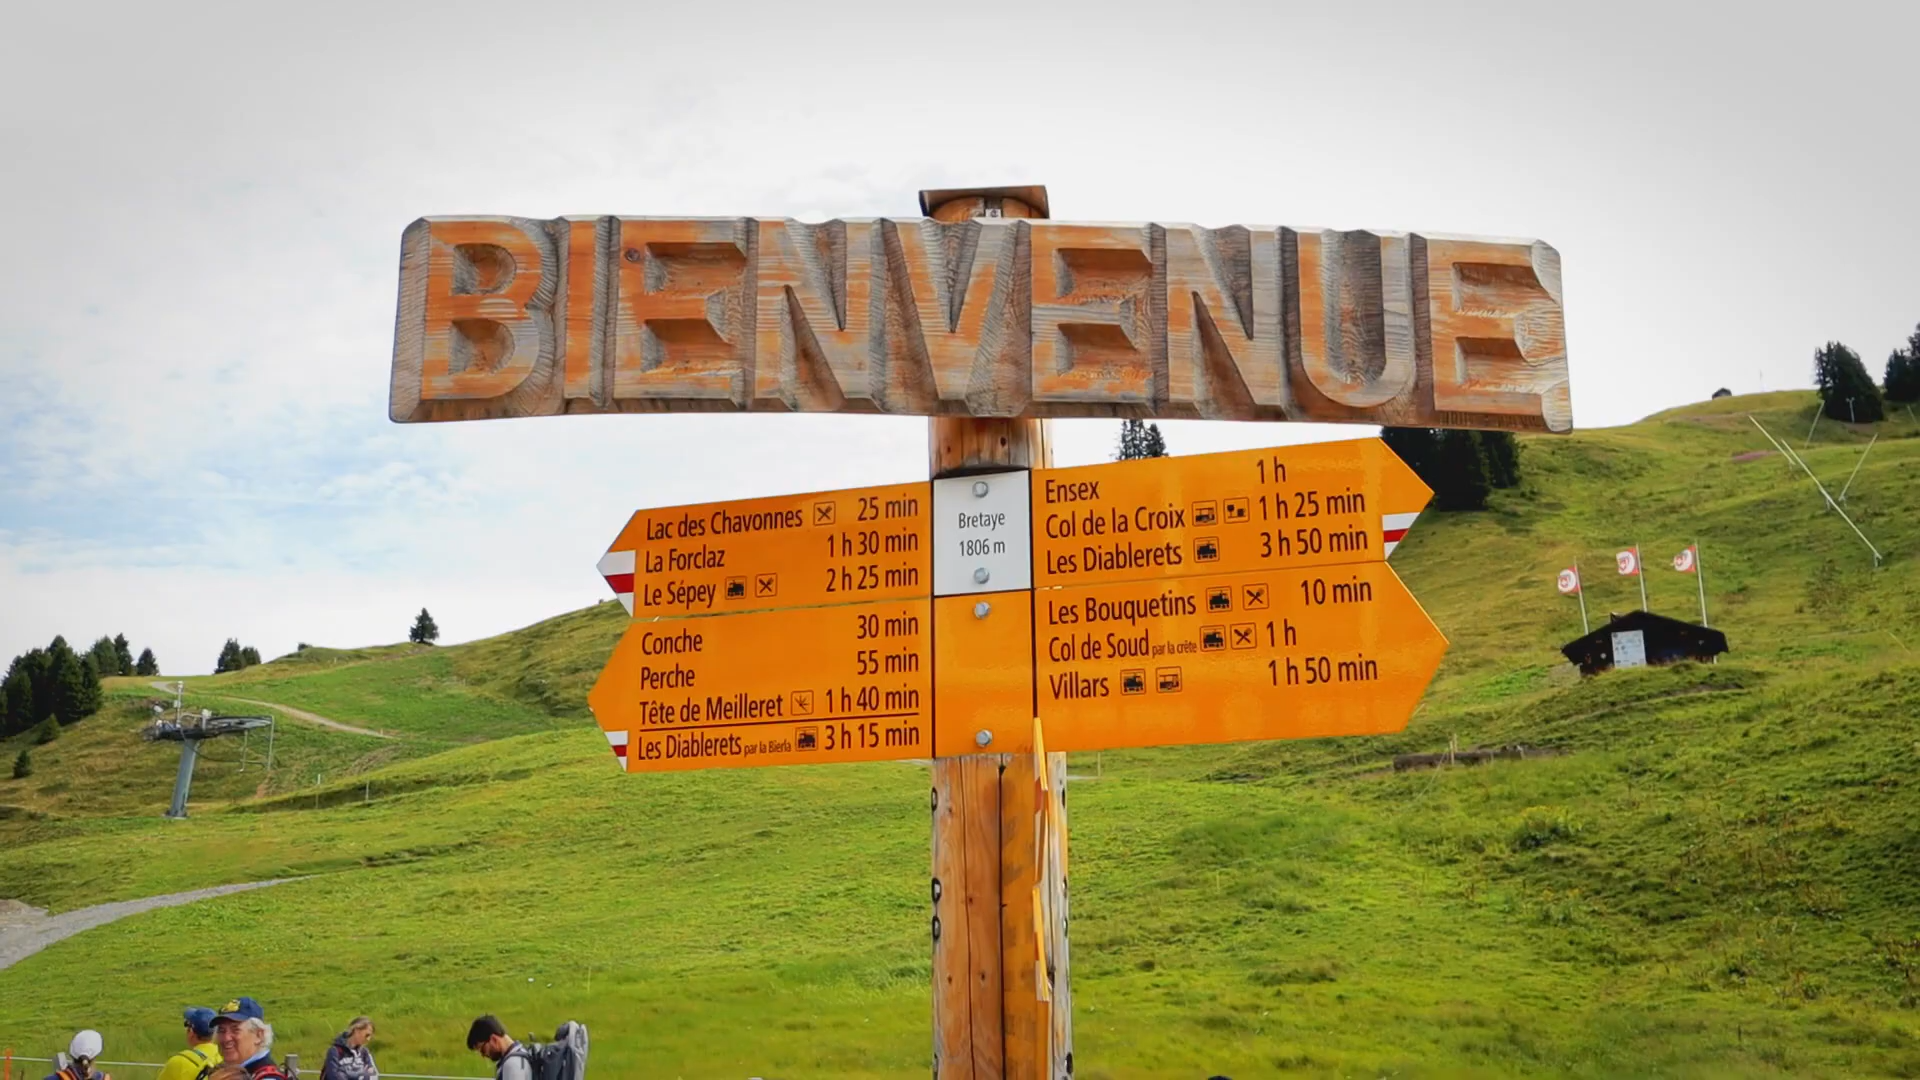 BIENVENUE
Lac des Chavonnes 25 min
La Forclaz 1 h 30 min
Le Sépey 2 h 25 min
Conche 30 min
Perche 55 min
Tête de Meilleret 1 h 40 min
Les Diablerets par la Bierla 3 h 15 min
Bretaye
1806 m
Ensex 1 h
Col de la Croix 1 h 25 min
Les Diablerets 3 h 50 min
Les Bouquetins 10 min
Col de Soud par la crête 1 h
Villars 1 h 50 min